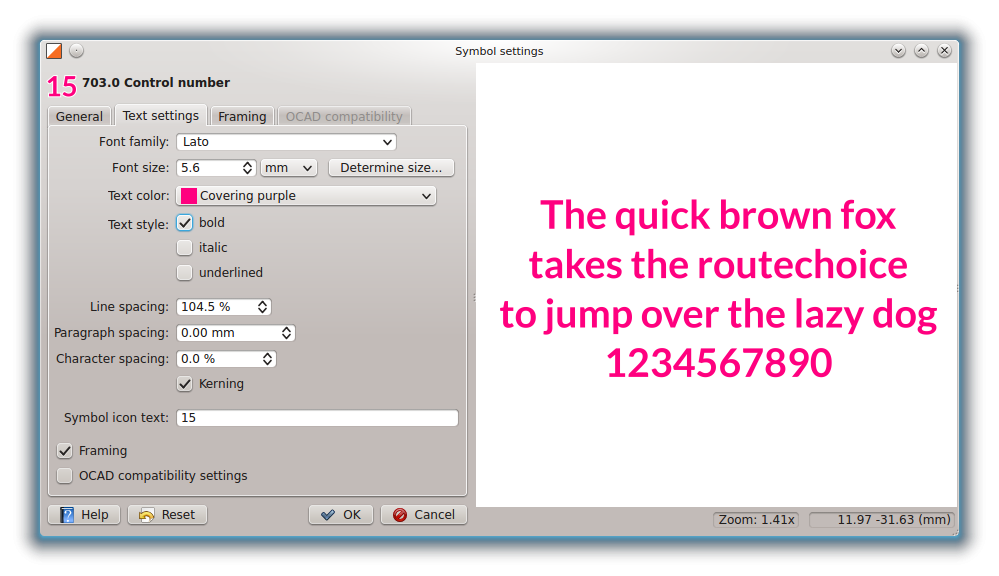 Symbol settings
15 703.0 Control number
General Text settings Framing OCAD compatibility
Font family: Lato
Font size: 5.6 mm Determine size...
Text color: Covering purple
Text style: bold
italic
underlined
Line spacing: 104.5 %
Paragraph spacing: 0.00 mm
Character spacing: 0.0 %
Kerning
Symbol icon text: 15
Framing
OCAD compatibility settings
Help Reset OK Cancel
The quick brown fox
takes the routechoice
to jump over the lazy dog
1234567890
Zoom: 1.41x 11.97 -31.63 (mm)